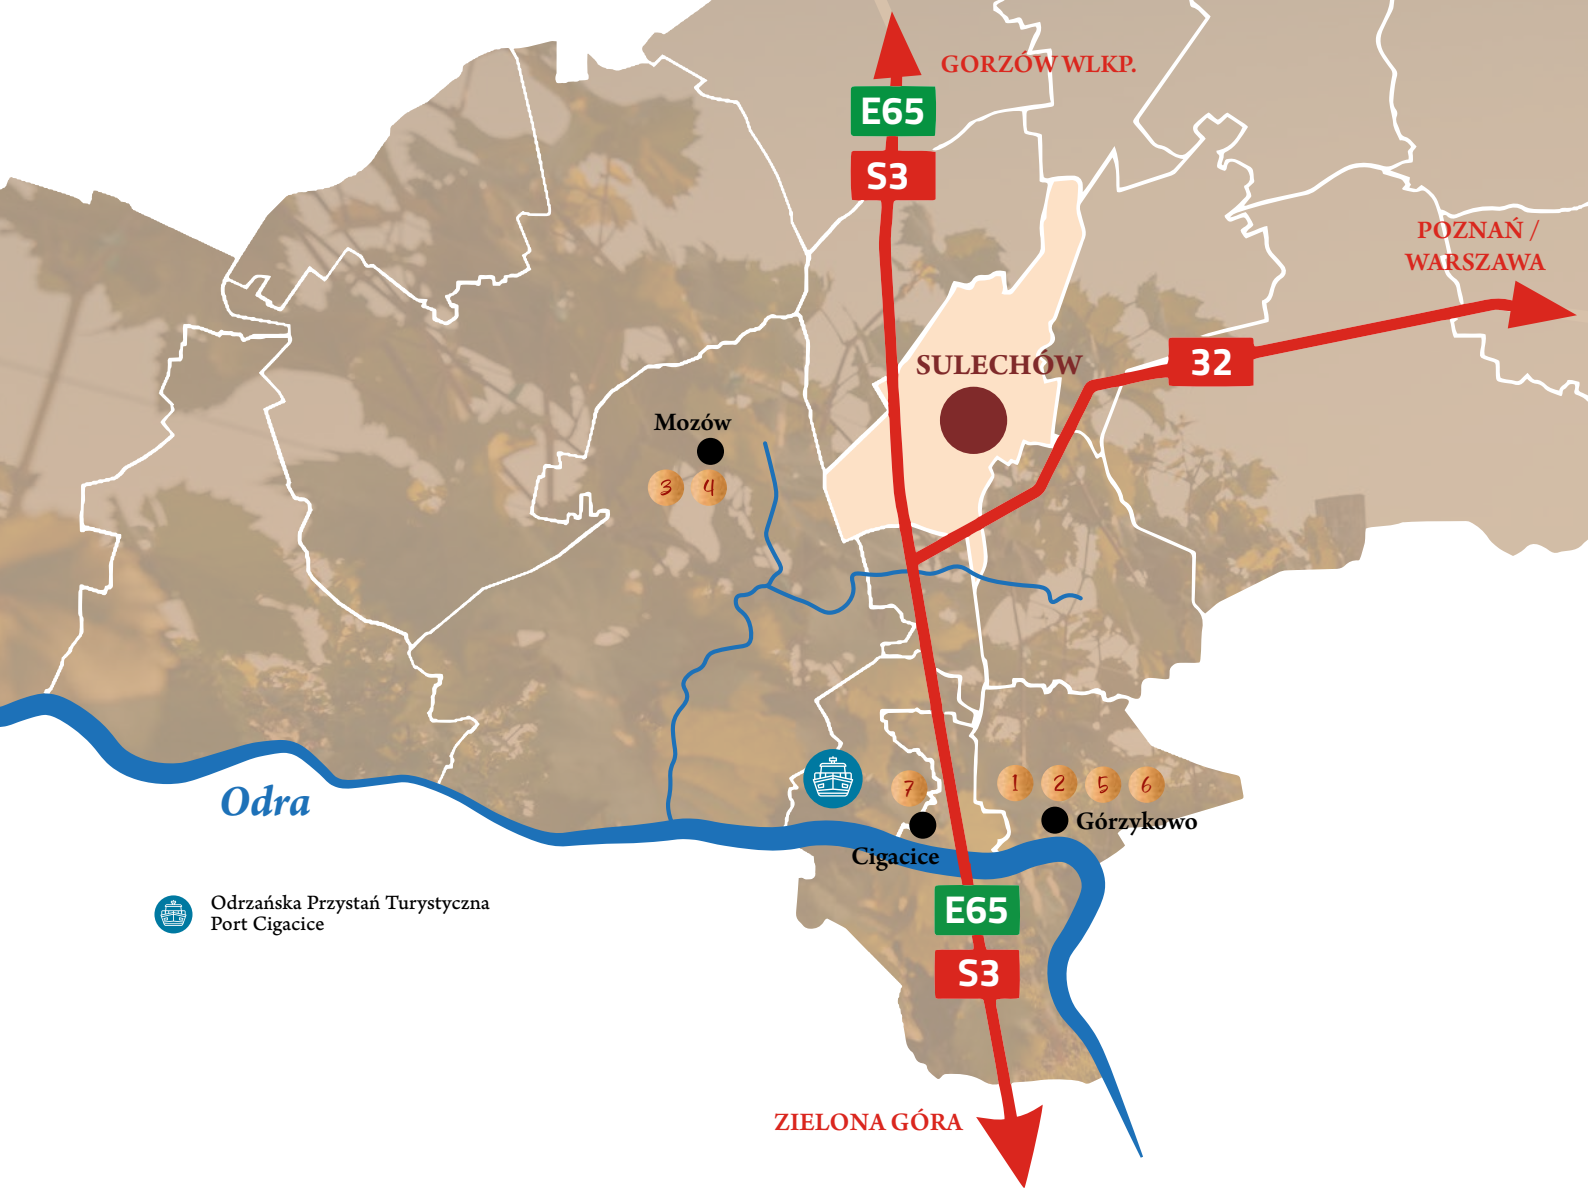 GORZÓW WLKP.
E65
S3
POZNAŃ /
WARSZAWA
SULECHÓW
32
Mozów
3 4
7
1 2 5 6
Górzykowo
Cigacice
Odra
Odrzańska Przystań Turystyczna
Port Cigacice
E65
S3
ZIELONA GÓRA